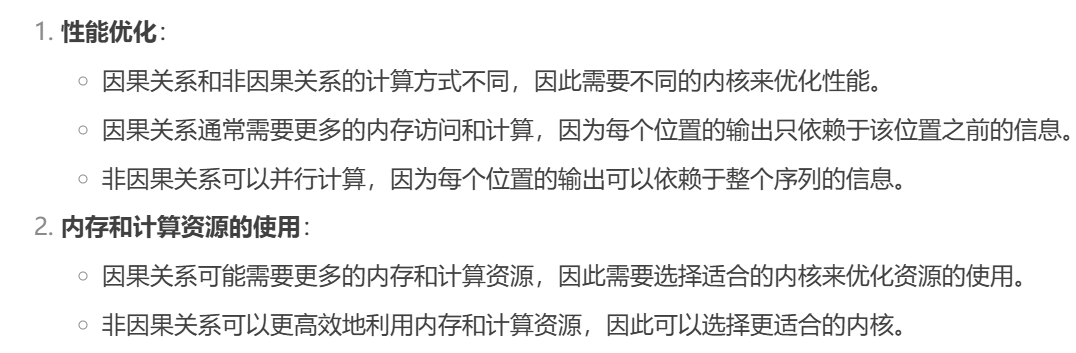 1. 性能优化：
○ 因果关系和非因果关系的计算方式不同，因此需要不同的内核来优化性能。
○ 因果关系通常需要更多的内存访问和计算，因为每个位置的输出只依赖于该位置之前的信息。
○ 非因果关系可以并行计算，因为每个位置的输出可以依赖于整个序列的信息。
2. 内存和计算资源的使用：
○ 因果关系可能需要更多的内存和计算资源，因此需要选择适合的内核来优化资源的使用。
○ 非因果关系可以更高效地利用内存和计算资源，因此可以选择更适合的内核。